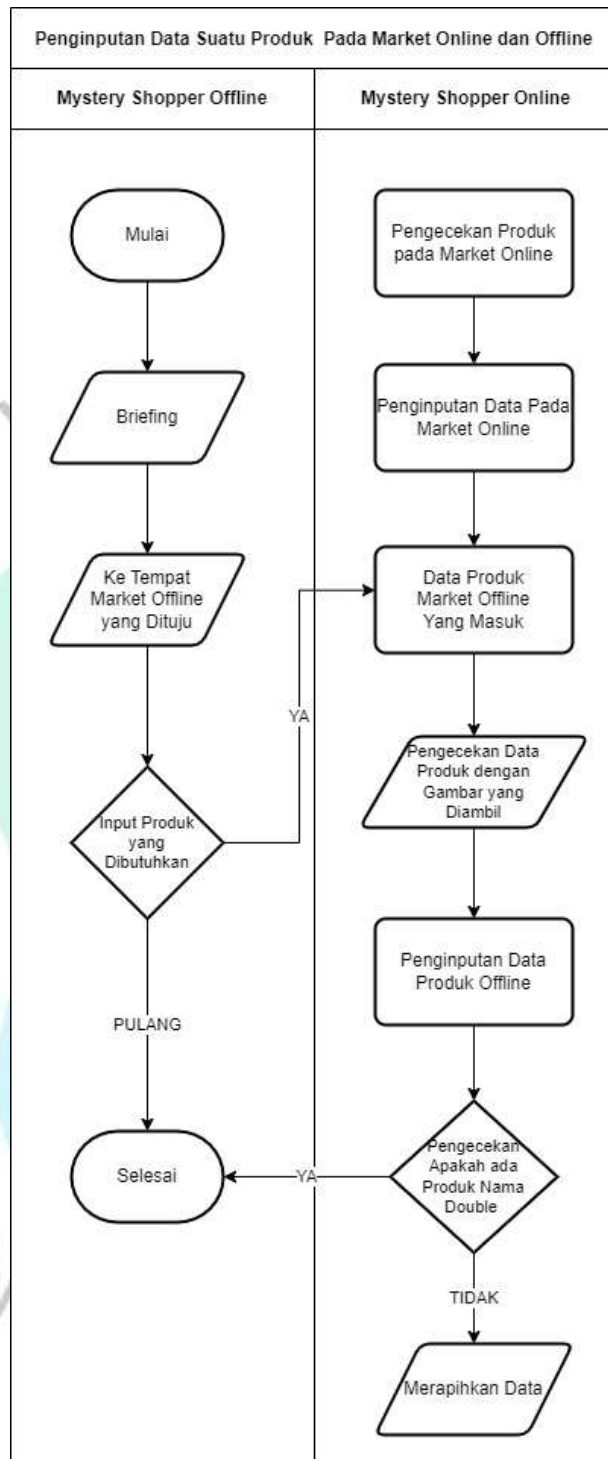 Penginputan Data Suatu Produk Pada Market Online dan Offline
Mystery Shopper Offline
Mystery Shopper Online
Mulai
Briefing
Ke Tempat
Market Offline
yang Dituju
Input Produk
yang
Dibutuhkan
YA
PULANG
Selesai
Pengecekan Produk
pada Market Online
Penginputan Data Pada
Market Online
Data Produk
Market Offline
Yang Masuk
Pengecekan Data
Produk dengan
Gambar yang
Diambil
Penginputan Data
Produk Offline
Pengecekan
Apakah ada
Produk Nama
Double
YA
TIDAK
Merapihkan Data